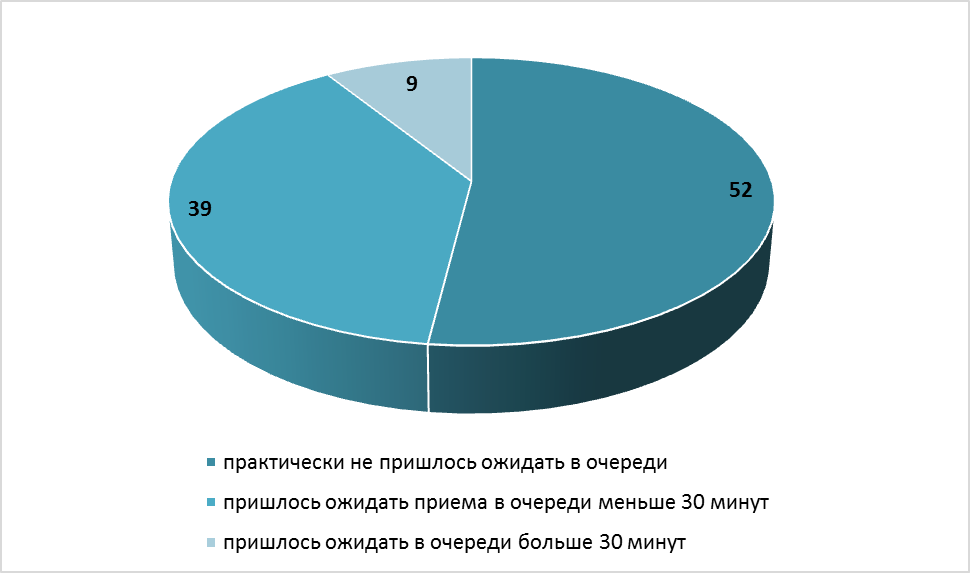 9
52
39
практически не пришлось ожидать в очереди
пришлось ожидать приема в очереди меньше 30 минут
пришлось ожидать в очереди больше 30 минут